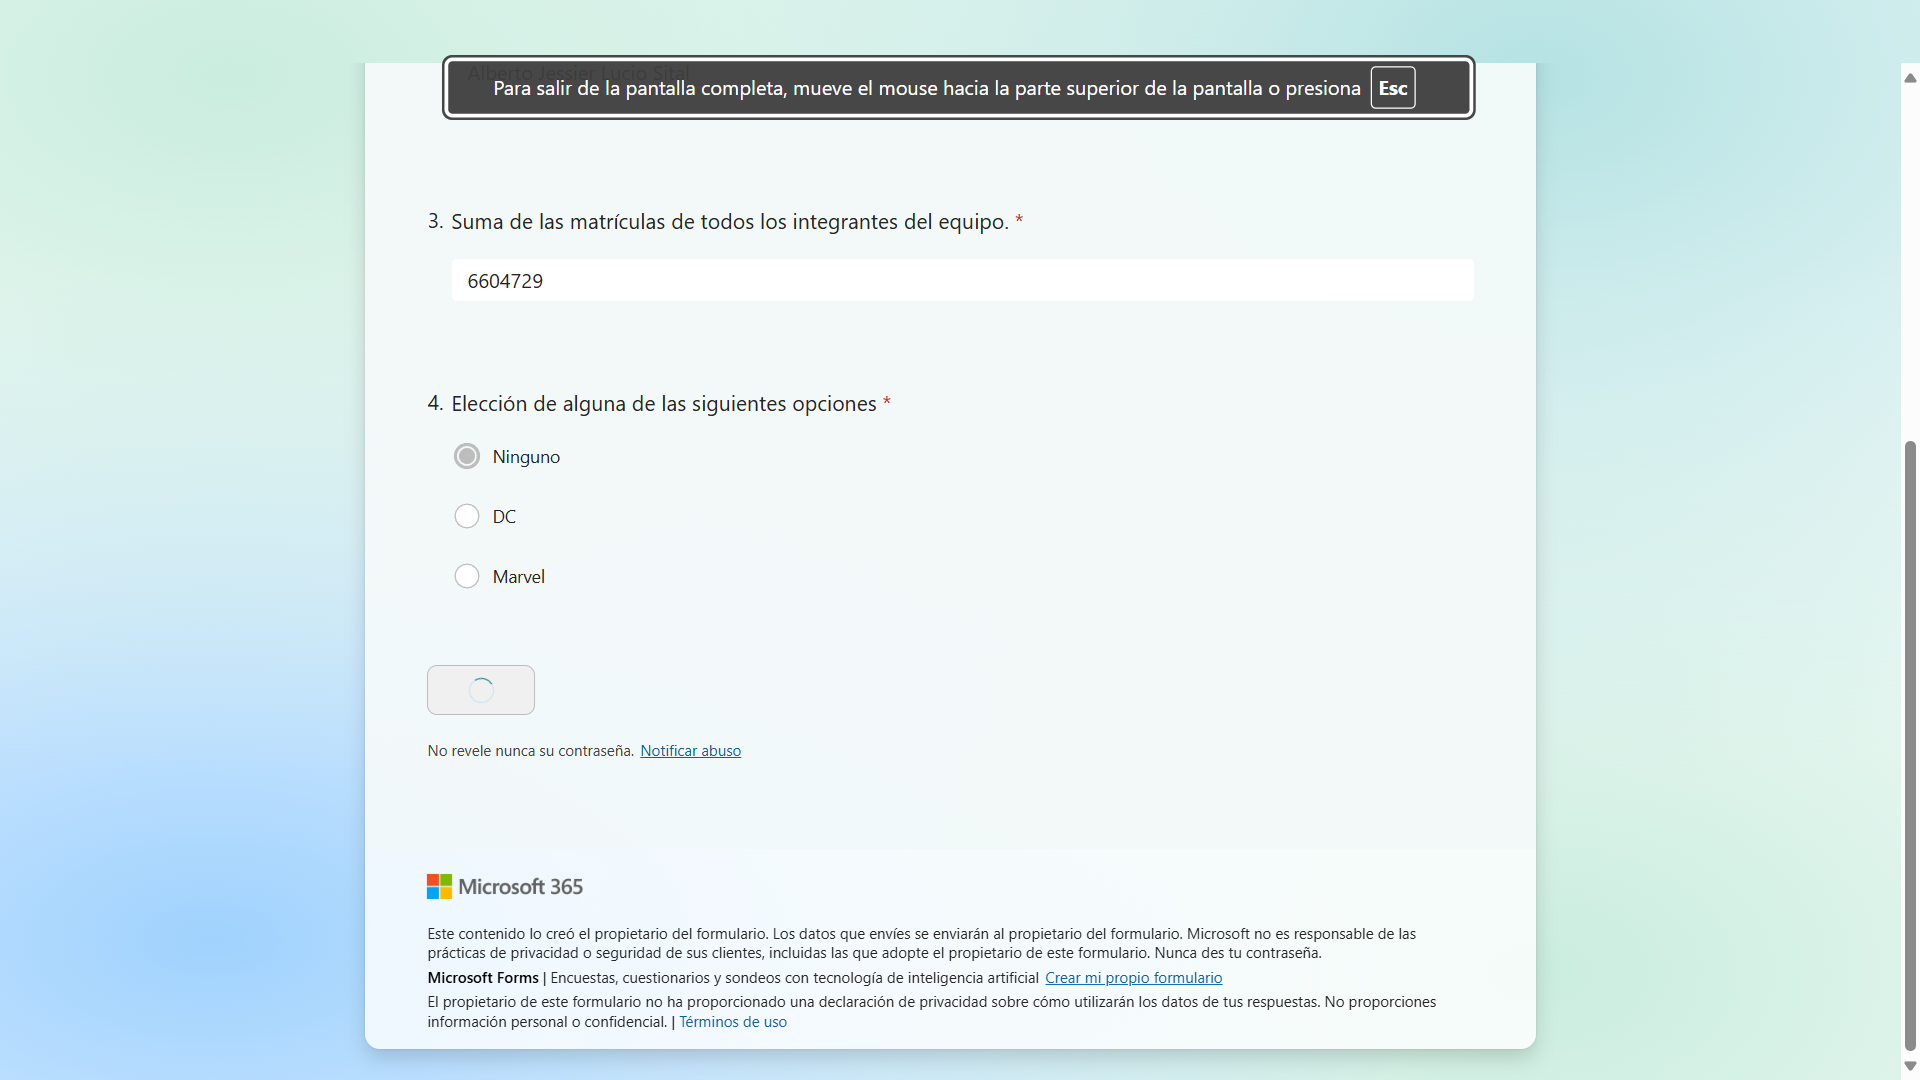 Alberto Jessier Lucio Sital
Para salir de la pantalla completa, mueve el mouse hacia la parte superior de la pantalla o presiona Esc
3. Suma de las matrículas de todos los integrantes del equipo. *
6604729
4. Elección de alguna de las siguientes opciones *
Ninguno
DC
Marvel
No revele nunca su contraseña. Notificar abuso
Microsoft 365
Este contenido lo creó el propietario del formulario. Los datos que envíes se enviarán al propietario del formulario. Microsoft no es responsable de las
prácticas de privacidad o seguridad de sus clientes, incluidas las que adopte el propietario de este formulario. Nunca des tu contraseña.
Microsoft Forms | Encuestas, cuestionarios y sondeos con tecnología de inteligencia artificial Crear mi propio formulario
El propietario de este formulario no ha proporcionado una declaración de privacidad sobre cómo utilizarán los datos de tus respuestas. No proporciones
información personal o confidencial. | Términos de uso